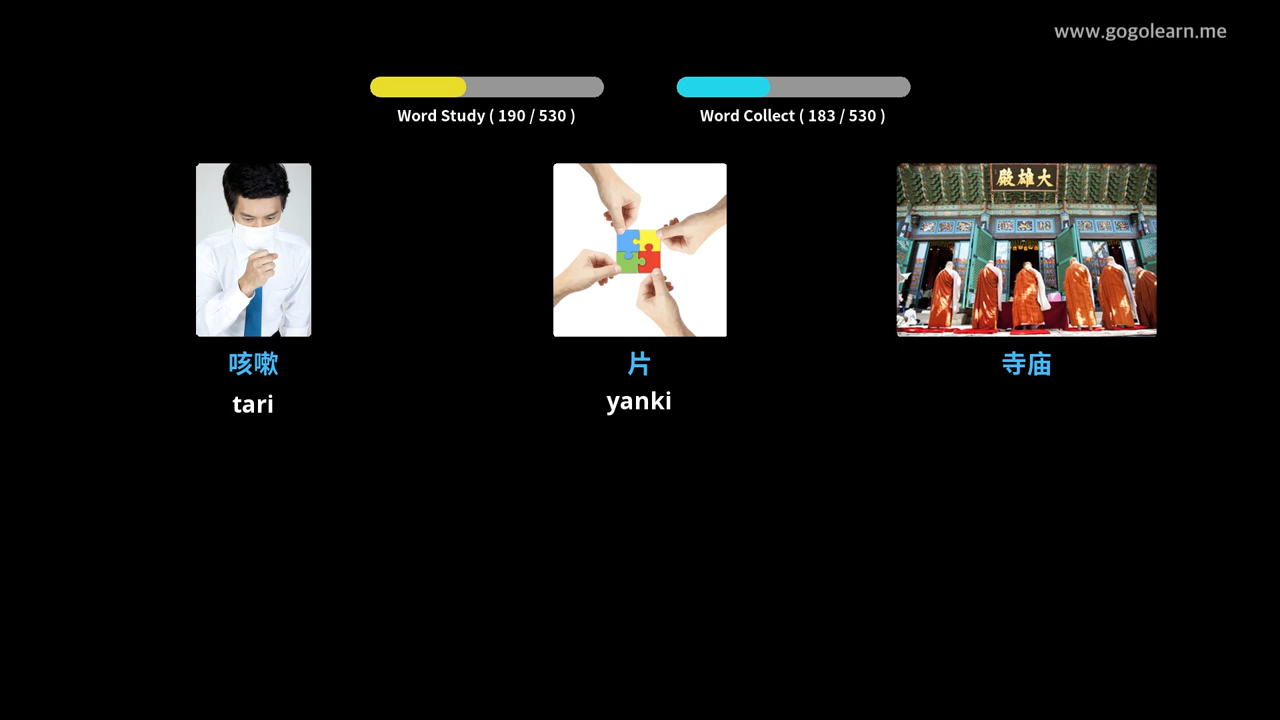 www.gogolearn.me
Word Study ( 190 / 530 )
Word Collect ( 183 / 530 )
殿雄大
咳嗽
片
寺庙
tari
yanki